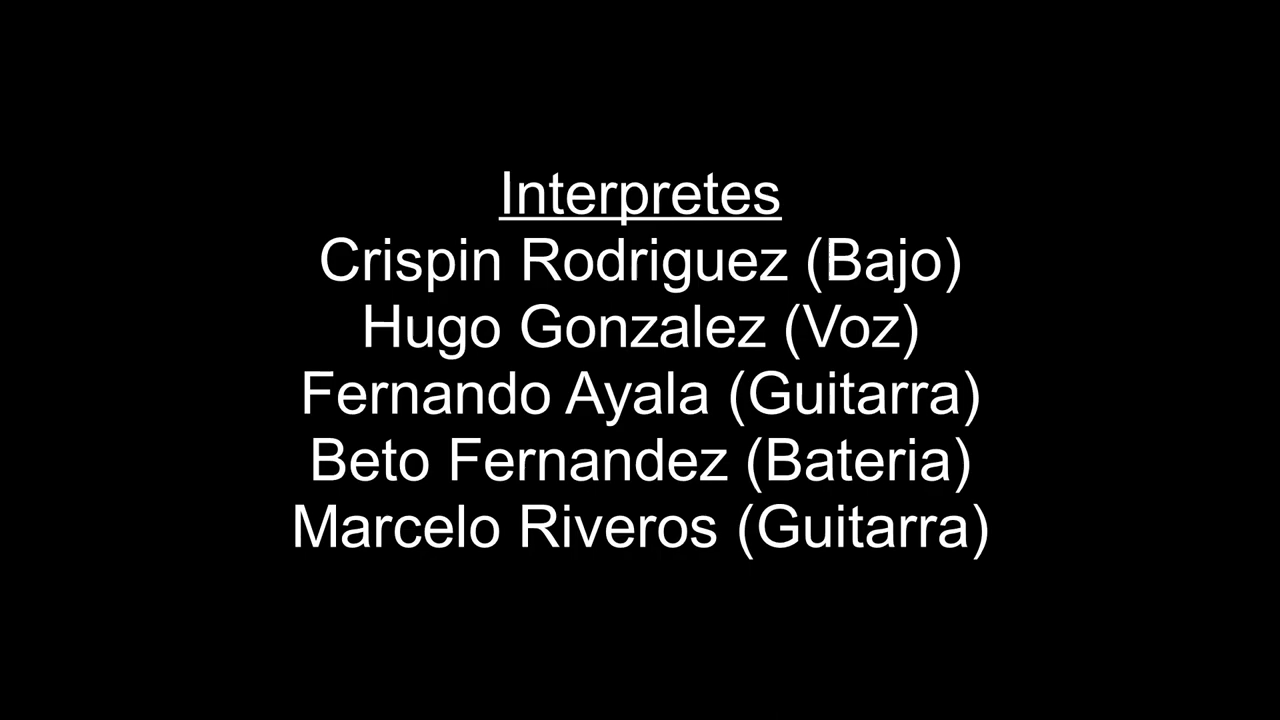 Interpretes
Crispin Rodriguez (Bajo)
Hugo Gonzalez (Voz)
Fernando Ayala (Guitarra)
Beto Fernandez (Bateria)
Marcelo Riveros (Guitarra)